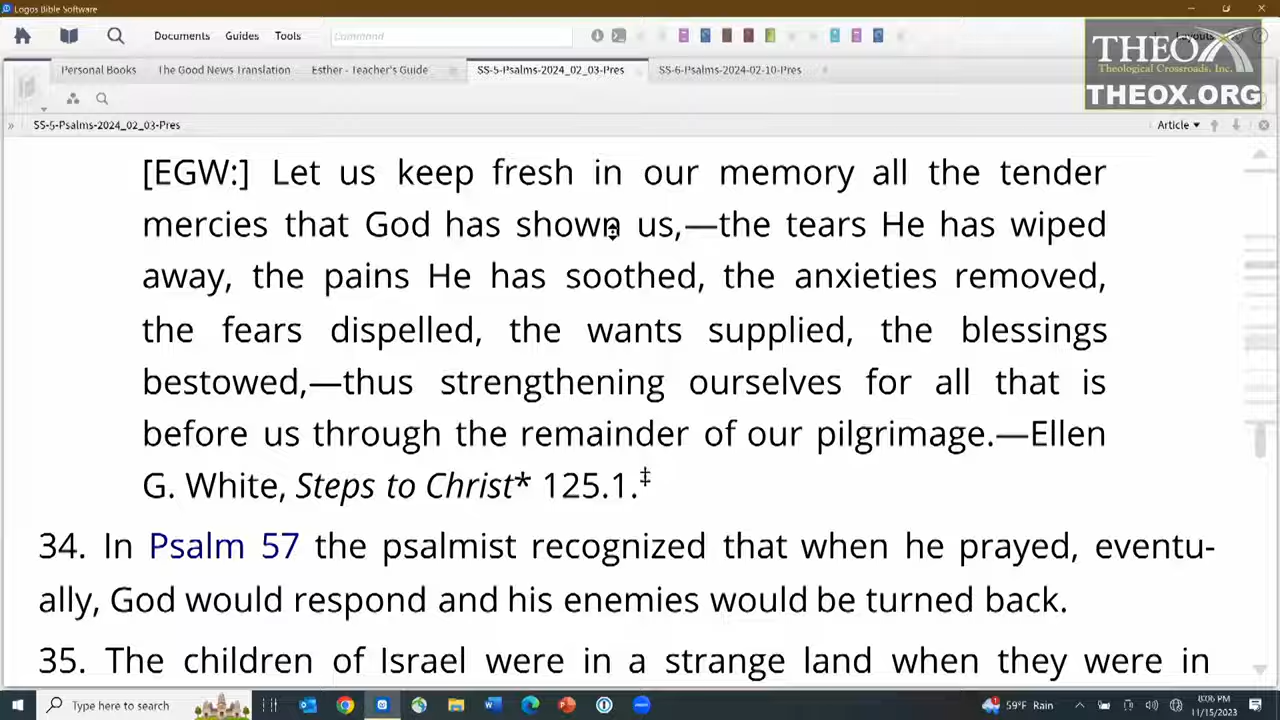 Logos Bible Software
Documents Guides Tools Command Layouts
THEOX
Theological Crossroads, Inc.
THEOX.ORG
Personal Books The Good News Translation Esther - Teacher's Guide SS-5-Psalms-2024_02_03-Pres SS-6-Psalms-2024-02-10-Pres
SS-5-Psalms-2024_02_03-Pres Article
[EGW:] Let us keep fresh in our memory all the tender
mercies that God has shown us,—the tears He has wiped
away, the pains He has soothed, the anxieties removed,
the fears dispelled, the wants supplied, the blessings
bestowed,—thus strengthening ourselves for all that is
before us through the remainder of our pilgrimage.—Ellen
G. White, Steps to Christ* 125.1.‡
34. In Psalm 57 the psalmist recognized that when he prayed, eventu-
ally, God would respond and his enemies would be turned back.
35. The children of Israel were in a strange land when they were in
Type here to search 59°F Rain 8:06 PM
11/15/2023